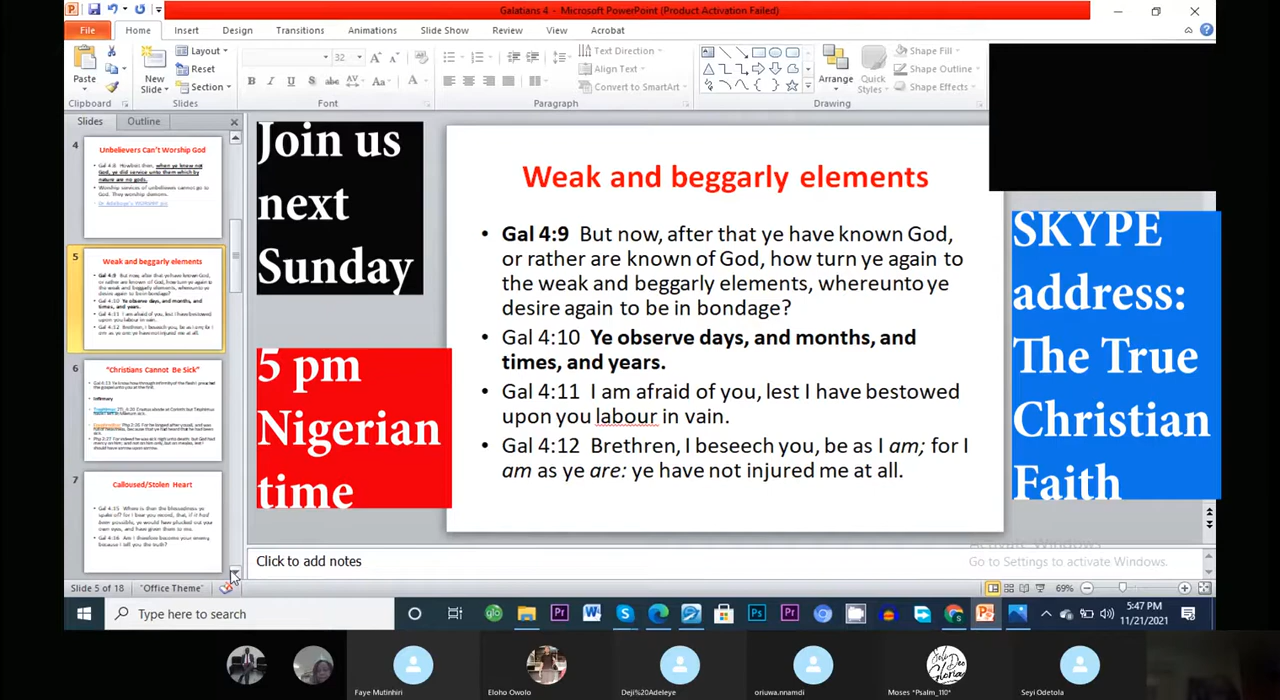 Galatians 4 - Microsoft PowerPoint (Product Activation Failed)
File Home Insert Design Transitions Animations Slide Show Review View Acrobat
Paste
New
Slide
Layout
Reset
Section
32
Text Direction
Align Text
Convert to SmartArt
Arrange
Quick
Styles
Shape Fill
Shape Outline
Shape Effects
Clipboard Slides Font Paragraph Drawing
Slides Outline
4
Unbelievers Can't Worship God
5
Weak and beggarly elements
6
"Christians Cannot Be Sick"
Infirmity
7
Calloused/Stolen Heart
Join us
next
Sunday
5 pm
Nigerian
time
Weak and beggarly elements
• Gal 4:9 But now, after that ye have known God,
or rather are known of God, how turn ye again to
the weak and beggarly elements, whereunto ye
desire again to be in bondage?
• Gal 4:10 Ye observe days, and months, and
times, and years.
• Gal 4:11 I am afraid of you, lest I have bestowed
upon you labour in vain.
• Gal 4:12 Brethren, I beseech you, be as I am; for I
am as ye are: ye have not injured me at all.
SKYPE
address:
The True
Christian
Faith
Click to add notes
Activate Windows
Go to Settings to activate Windows.
Slide 5 of 18 "Office Theme" 69%
Type here to search
5:47 PM
11/21/2021
Faye Mutinhiri Eloho Owolo Deji%20Adeleye oriuwa.nnamdi Moses *Psalm_110* Seyi Odetola